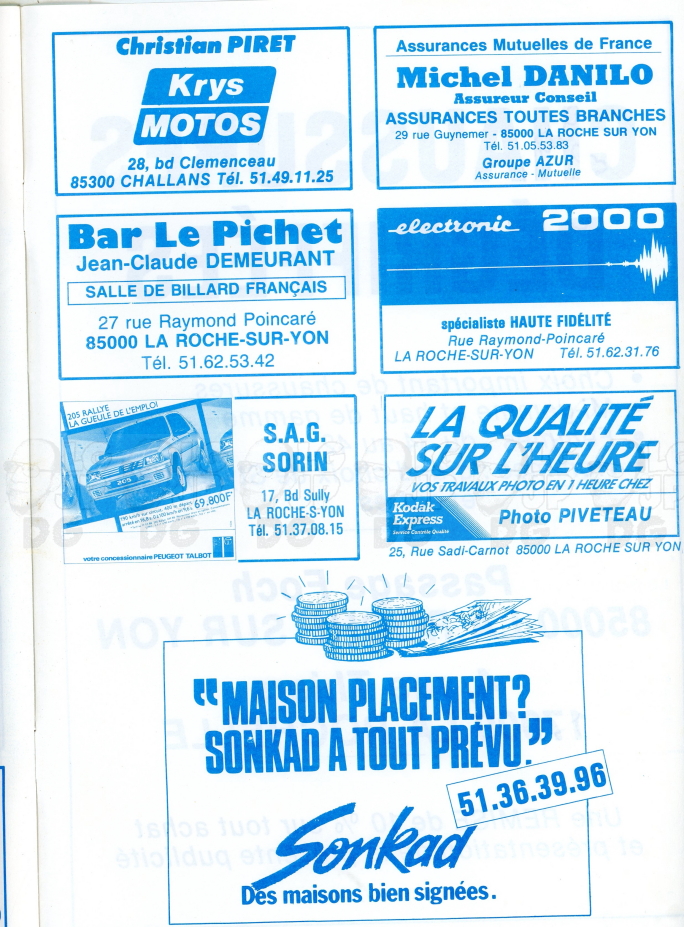 Christian PIRET
Krys
MOTOS
28, bd Clemenceau
85300 CHALLANS Tél. 51.49.11.25
Assurances Mutuelles de France
Michel DANILO
Assureur Conseil
ASSURANCES TOUTES BRANCHES
29 rue Guynemer - 85000 LA ROCHE SUR YON
Tél. 51.05.53.83
Groupe AZUR
Assurance - Mutuelle
Bar Le Pichet
Jean-Claude DEMEURANT
SALLE DE BILLARD FRANÇAIS
27 rue Raymond Poincaré
85000 LA ROCHE-SUR-YON
Tél. 51.62.53.42
electronic 2000
spécialiste HAUTE FIDÉLITÉ
Rue Raymond-Poincaré
LA ROCHE-SUR-YON Tél. 51.62.31.76
205 RALLYE
LA GUEULE DE L'EMPLOI
205
69.800F
votre concessionnaire PEUGEOT TALBOT
S.A.G.
SORIN
17, Bd Sully
LA ROCHE-S-YON
Tél. 51.37.08.15
LA QUALITÉ
SUR L'HEURE
VOS TRAVAUX PHOTO EN 1 HEURE CHEZ
Kodak
Express
Service Contrôle Qualité
Photo PIVETEAU
25, Rue Sadi-Carnot 85000 LA ROCHE SUR YON
"MAISON PLACEMENT?
SONKAD A TOUT PRÉVU."
51.36.39.96
Sonkad
Des maisons bien signées.